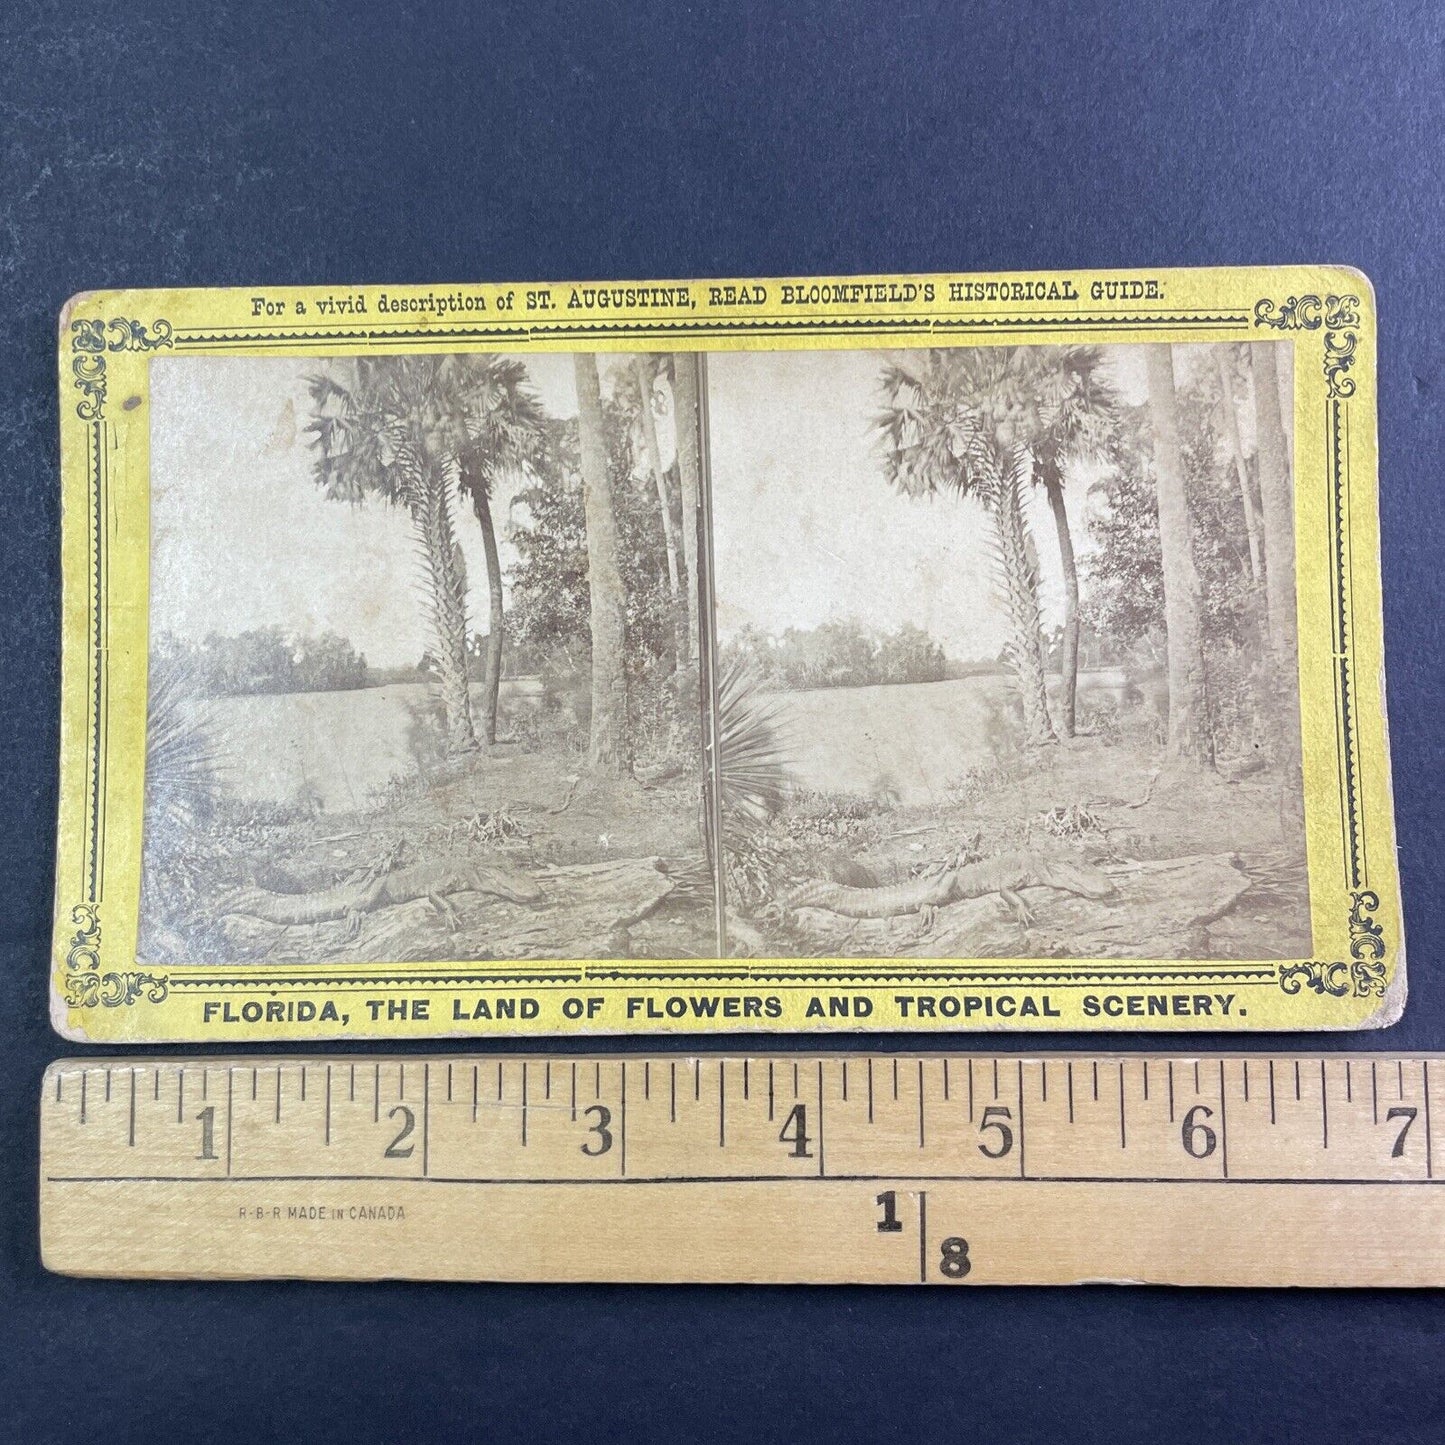 For a vivid description of ST. AUGUSTINE, READ BLOOMFIELD'S HISTORICAL GUIDE.
FLORIDA, THE LAND OF FLOWERS AND TROPICAL SCENERY.
1 2 3 4 5 6 7
R-B-R MADE IN CANADA
1
8